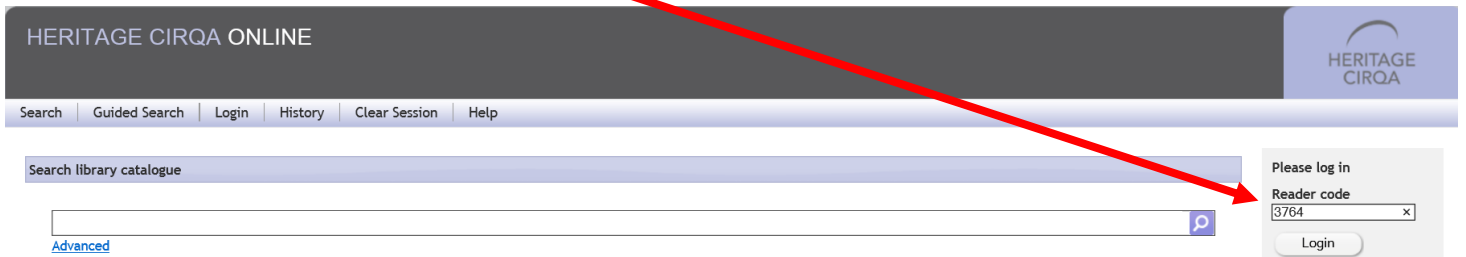 HERITAGE CIRQA ONLINE
HERITAGE
CIRQA
Search Guided Search Login History Clear Session Help
Search library catalogue
Advanced
Please log in
Reader code
3764 ×
Login